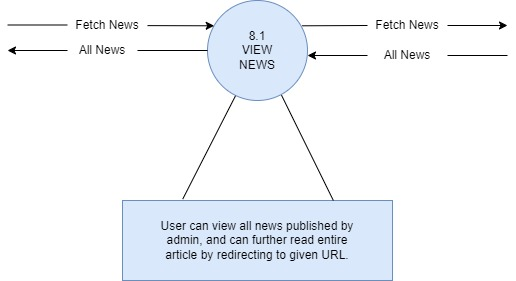 Fetch News
8.1
VIEW
NEWS
Fetch News
All News
All News
User can view all news published by
admin, and can further read entire
article by redirecting to given URL.